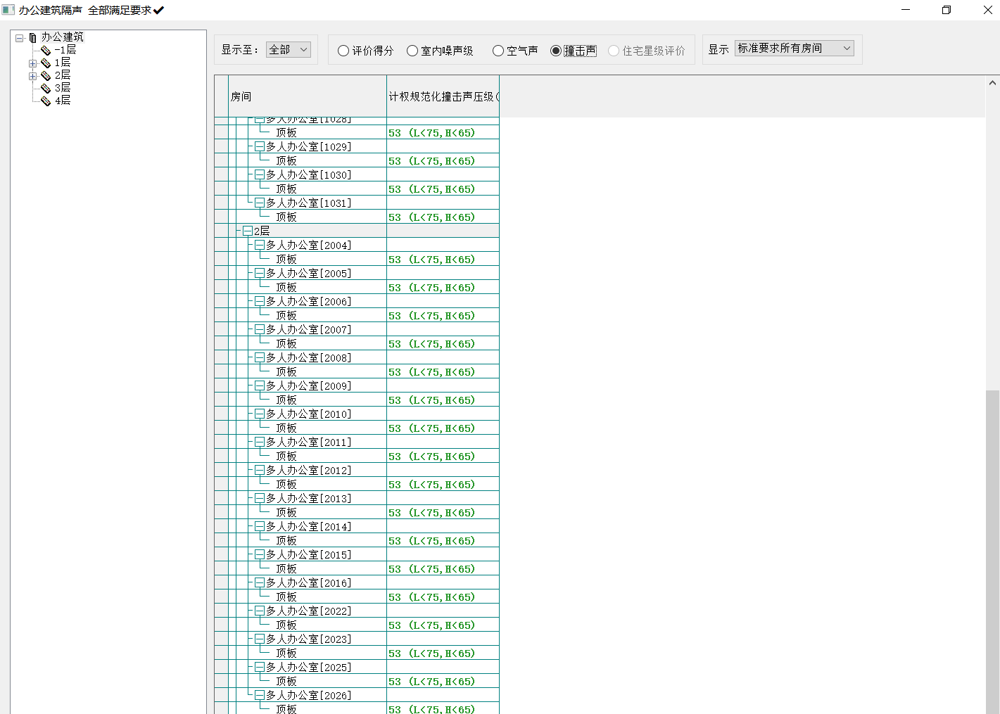 办公建筑隔声 全部满足要求✔
办公建筑
-1层
1层
2层
3层
4层
显示至： 全部
评价得分 室内噪声级 空气声 撞击声 住宅星级评价
显示 标准要求所有房间
房间 计权规范化撞击声压级(
多人办公室[1028]
顶板 53 (L<75,H<65)
多人办公室[1029]
顶板 53 (L<75,H<65)
多人办公室[1030]
顶板 53 (L<75,H<65)
多人办公室[1031]
顶板 53 (L<75,H<65)
2层
多人办公室[2004]
顶板 53 (L<75,H<65)
多人办公室[2005]
顶板 53 (L<75,H<65)
多人办公室[2006]
顶板 53 (L<75,H<65)
多人办公室[2007]
顶板 53 (L<75,H<65)
多人办公室[2008]
顶板 53 (L<75,H<65)
多人办公室[2009]
顶板 53 (L<75,H<65)
多人办公室[2010]
顶板 53 (L<75,H<65)
多人办公室[2011]
顶板 53 (L<75,H<65)
多人办公室[2012]
顶板 53 (L<75,H<65)
多人办公室[2013]
顶板 53 (L<75,H<65)
多人办公室[2014]
顶板 53 (L<75,H<65)
多人办公室[2015]
顶板 53 (L<75,H<65)
多人办公室[2016]
顶板 53 (L<75,H<65)
多人办公室[2022]
顶板 53 (L<75,H<65)
多人办公室[2023]
顶板 53 (L<75,H<65)
多人办公室[2025]
顶板 53 (L<75,H<65)
多人办公室[2026]
顶板 53 (L<75,H<65)